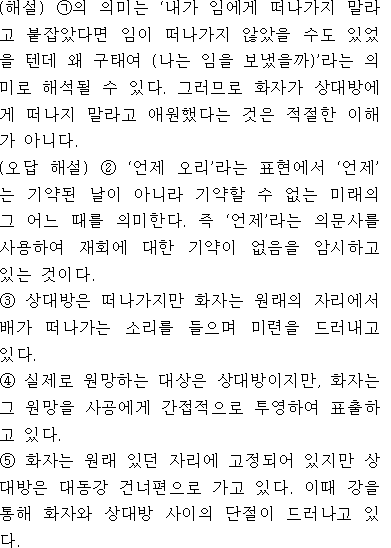 (해설) ㉠의 의미는 ‘내가 임에게 떠나가지 말라
고 붙잡았다면 임이 떠나가지 않았을 수도 있었
을 텐데 왜 구태여 (나는 임을 보냈을까)’라는 의
미로 해석될 수 있다. 그러므로 화자가 상대방에
게 떠나지 말라고 애원했다는 것은 적절한 이해
가 아니다.
(오답 해설) ② ‘언제 오리’라는 표현에서 ‘언제’
는 기약된 날이 아니라 기약할 수 없는 미래의
그 어느 때를 의미한다. 즉 ‘언제’라는 의문사를
사용하여 재회에 대한 기약이 없음을 암시하고
있는 것이다.
③ 상대방은 떠나가지만 화자는 원래의 자리에서
배가 떠나가는 소리를 들으며 미련을 드러내고
있다.
④ 실제로 원망하는 대상은 상대방이지만, 화자는
그 원망을 사공에게 간접적으로 투영하여 표출하
고 있다.
⑤ 화자는 원래 있던 자리에 고정되어 있지만 상
대방은 대동강 건너편으로 가고 있다. 이때 강을
통해 화자와 상대방 사이의 단절이 드러나고 있
다.